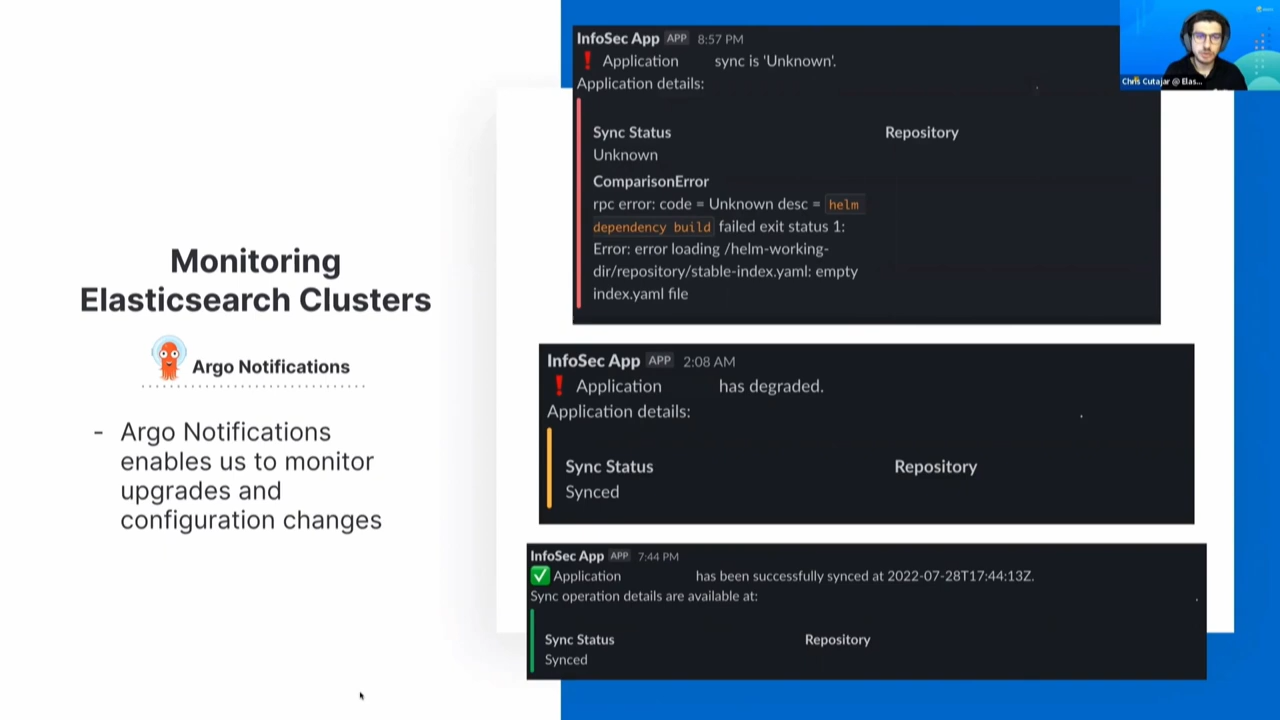 Monitoring
Elasticsearch Clusters
Argo Notifications
- Argo Notifications
enables us to monitor
upgrades and
configuration changes
InfoSec App APP 8:57 PM
❗ Application sync is 'Unknown'.
Application details:
Sync Status Repository
Unknown
ComparisonError
rpc error: code = Unknown desc = helm
dependency build failed exit status 1:
Error: error loading /helm-working-
dir/repository/stable-index.yaml: empty
index.yaml file
InfoSec App APP 2:08 AM
❗ Application has degraded.
Application details:
Sync Status Repository
Synced
InfoSec App APP 7:44 PM
✅ Application has been successfully synced at 2022-07-28T17:44:13Z.
Sync operation details are available at:
Sync Status Repository
Synced
Chris Cutajar @ Elas...